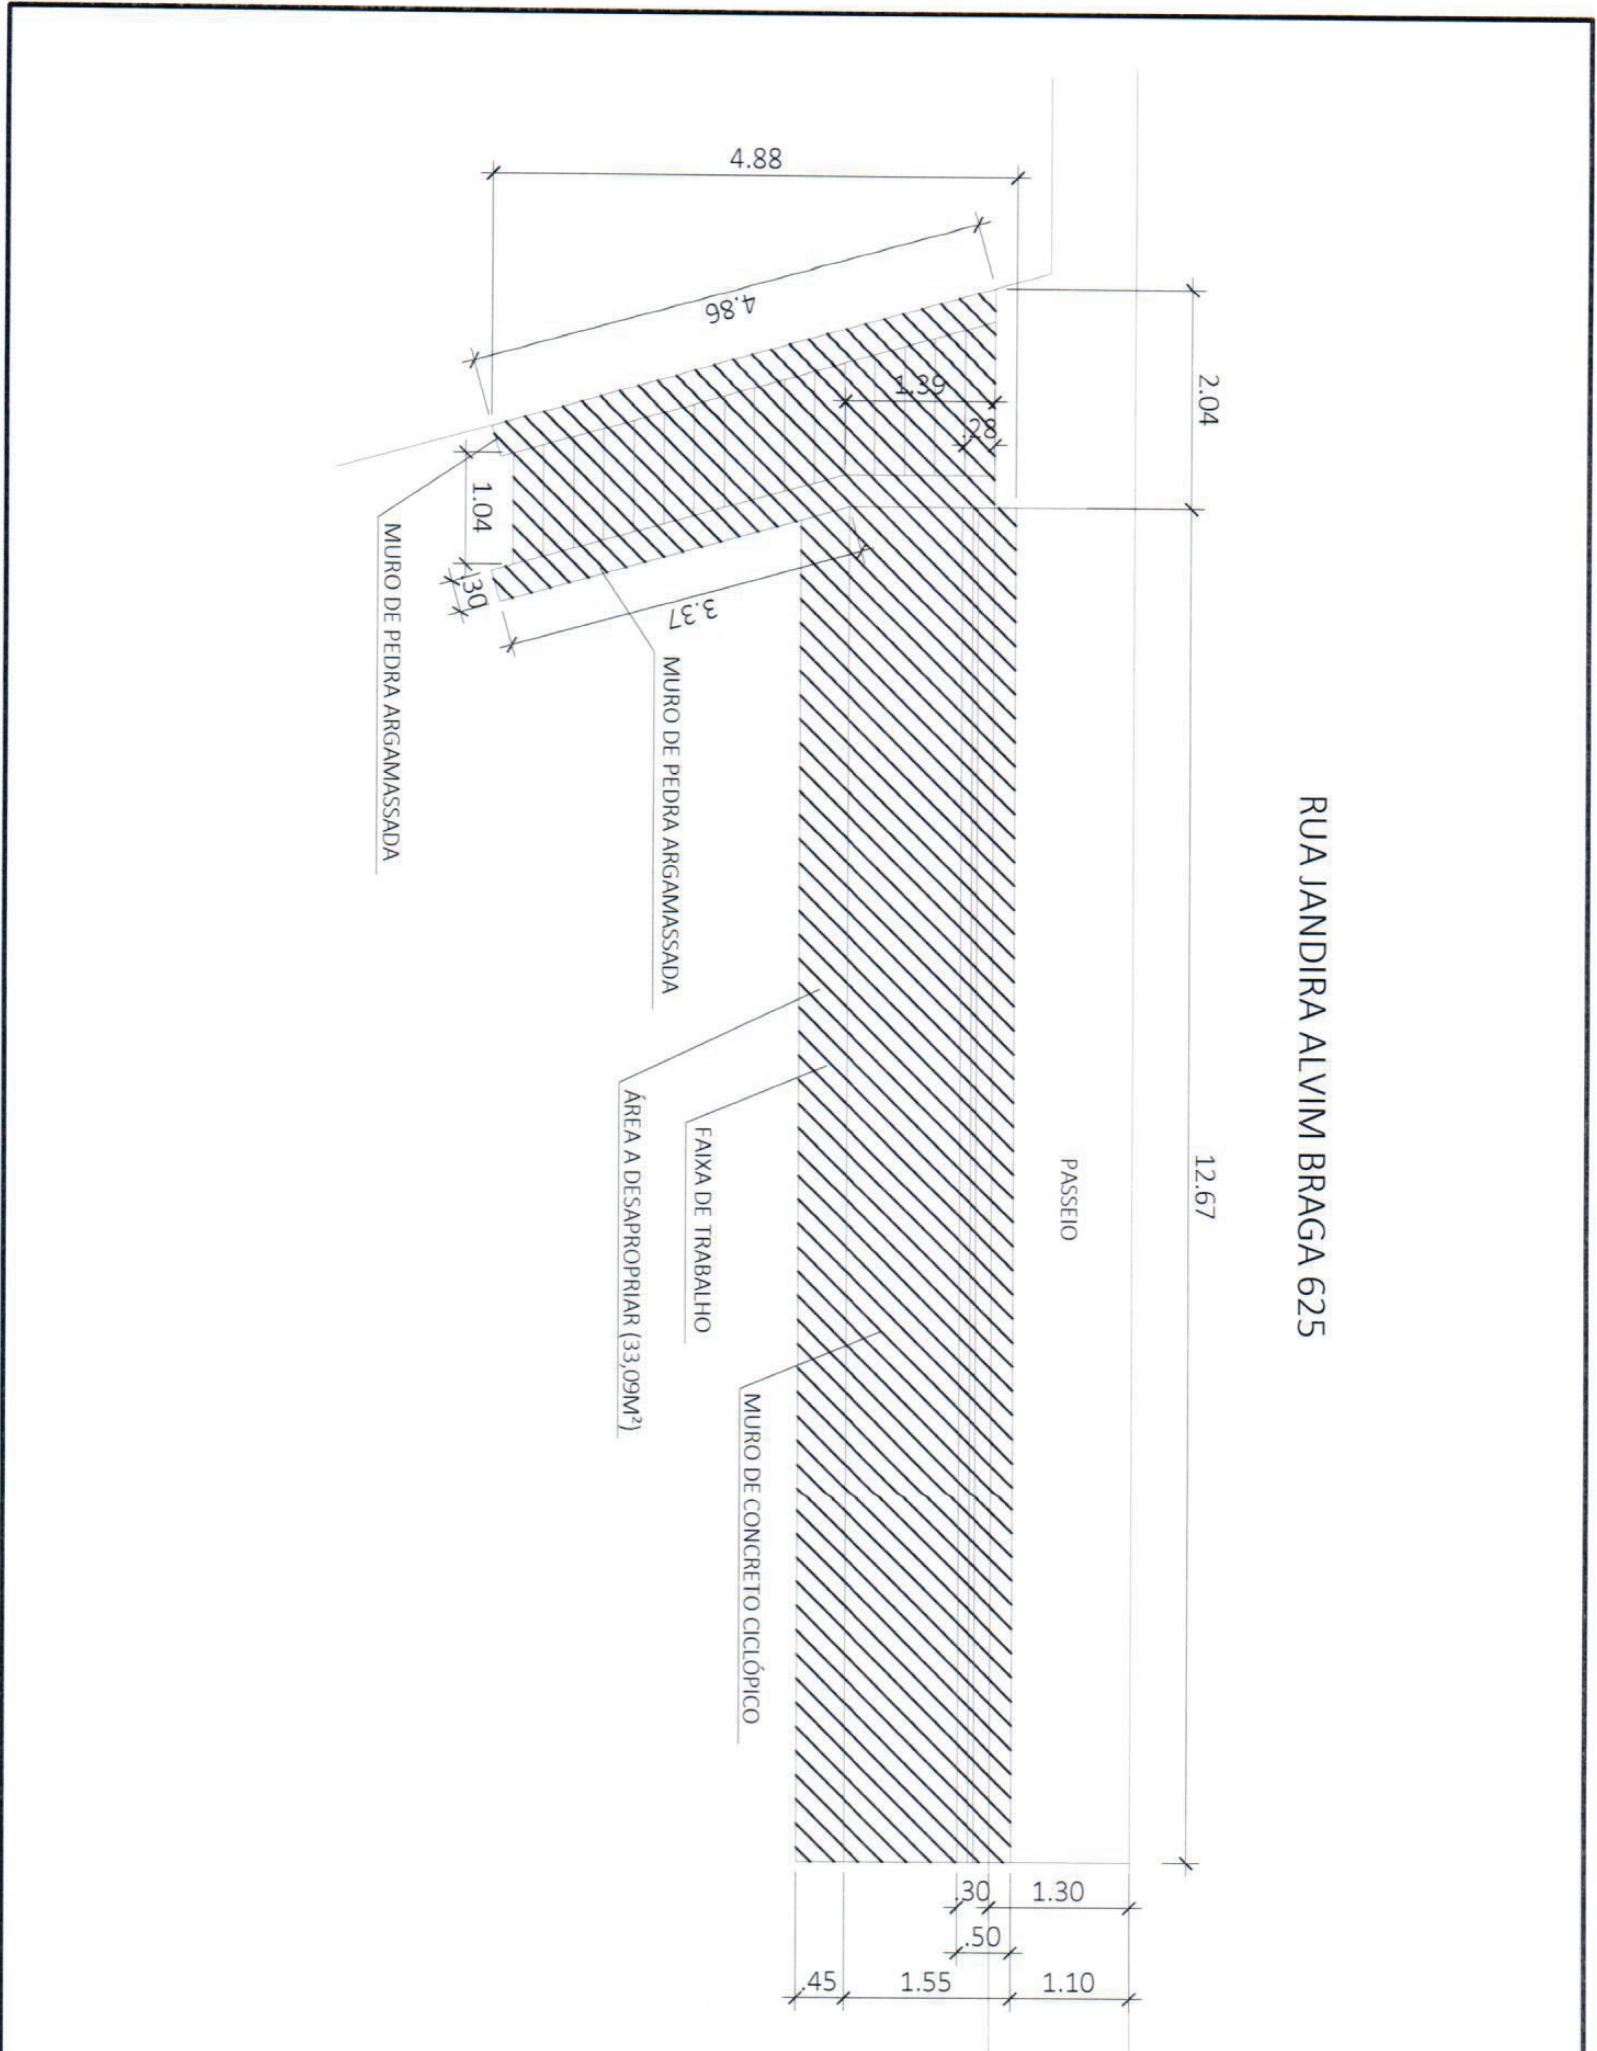 RUA JANDIRA ALVIM BRAGA 625
2.04
12.67
PASSEIO
4.88
4.86
1.39
.28
1.04
.30
3.37
MURO DE PEDRA ARGAMASSADA
MURO DE PEDRA ARGAMASSADA
ÁREA A DESAPROPRIAR (33,09M²)
FAIXA DE TRABALHO
MURO DE CONCRETO CICLÓPICO
.30
1.30
.50
.45
1.55
1.10